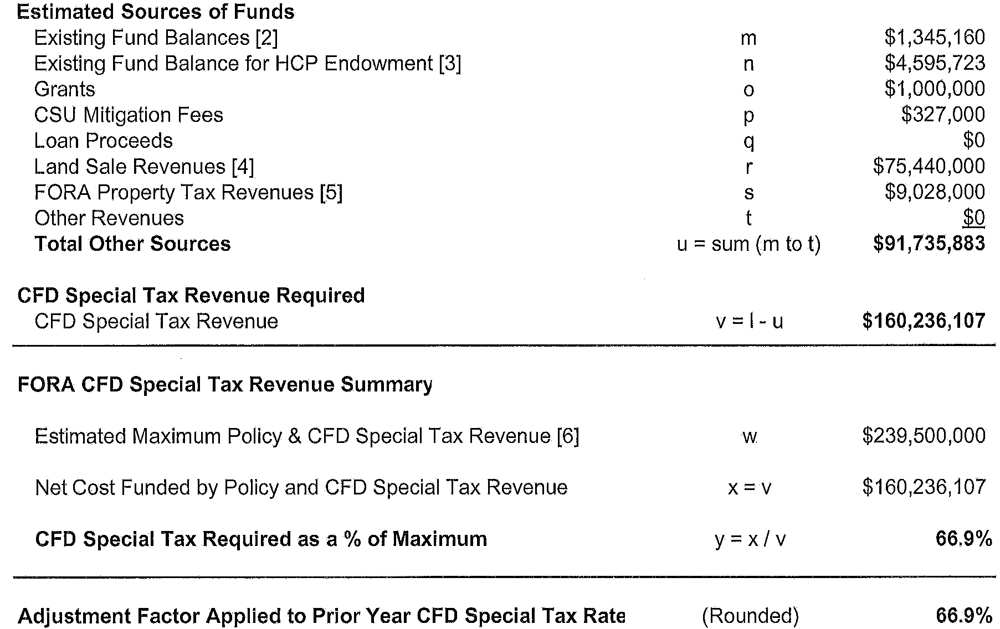 Estimated Sources of Funds
Existing Fund Balances [2] m $1,345,160
Existing Fund Balance for HCP Endowment [3] n $4,595,723
Grants o $1,000,000
CSU Mitigation Fees p $327,000
Loan Proceeds q $0
Land Sale Revenues [4] r $75,440,000
FORA Property Tax Revenues [5] s $9,028,000
Other Revenues t $0
Total Other Sources u = sum (m to t) $91,735,883
CFD Special Tax Revenue Required
CFD Special Tax Revenue v = l - u $160,236,107
FORA CFD Special Tax Revenue Summary
Estimated Maximum Policy & CFD Special Tax Revenue [6] w $239,500,000
Net Cost Funded by Policy and CFD Special Tax Revenue x = v $160,236,107
CFD Special Tax Required as a % of Maximum y = x / v 66.9%
Adjustment Factor Applied to Prior Year CFD Special Tax Rate (Rounded) 66.9%